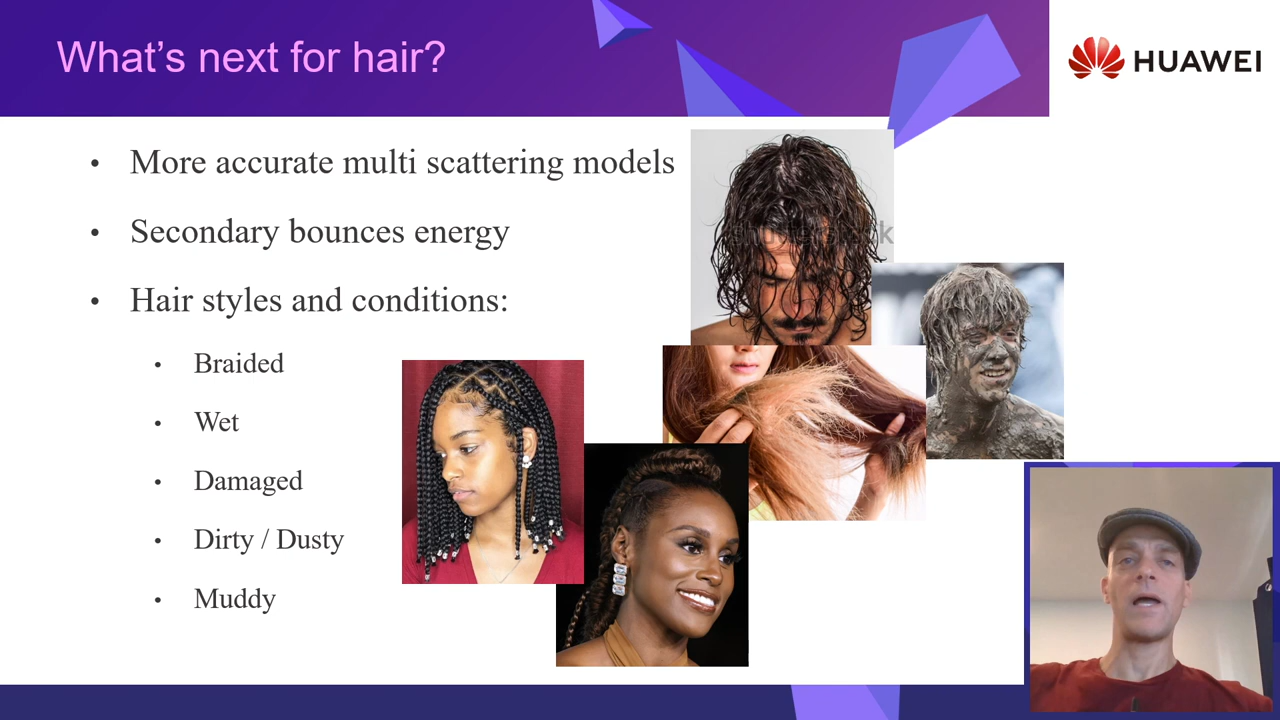 What's next for hair?
HUAWEI
• More accurate multi scattering models
• Secondary bounces energy
• Hair styles and conditions:
• Braided
• Wet
• Damaged
• Dirty / Dusty
• Muddy